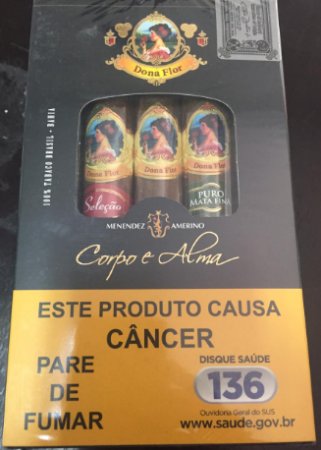 Dona Flor
100% TABACO BRASIL - BAHIA
Dona Flor
Dona Flor
Dona Flor
Seleção
PURO
MATA FINA
MENENDEZ AMERINO
Corpo e Alma
ESTE PRODUTO CAUSA
CÂNCER
PARE
DE
FUMAR
DISQUE SAÚDE
136
Ouvidoria Geral do SUS
www.saude.gov.br